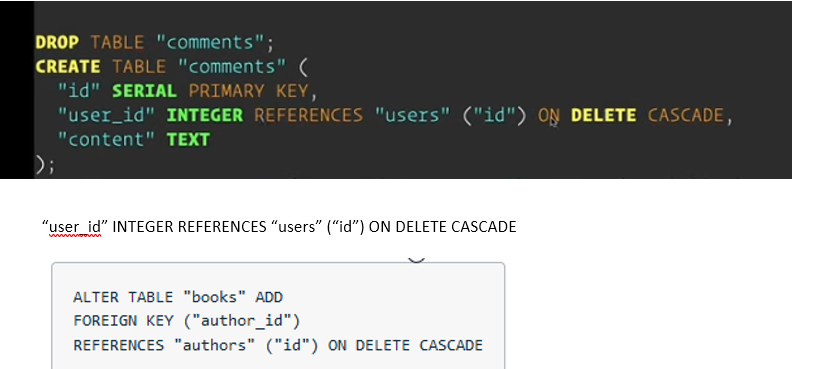 DROP TABLE "comments";
CREATE TABLE "comments" (
"id" SERIAL PRIMARY KEY,
"user_id" INTEGER REFERENCES "users" ("id") ON DELETE CASCADE,
"content" TEXT
);
“user_id” INTEGER REFERENCES “users” (“id”) ON DELETE CASCADE
ALTER TABLE "books" ADD
FOREIGN KEY ("author_id")
REFERENCES "authors" ("id") ON DELETE CASCADE